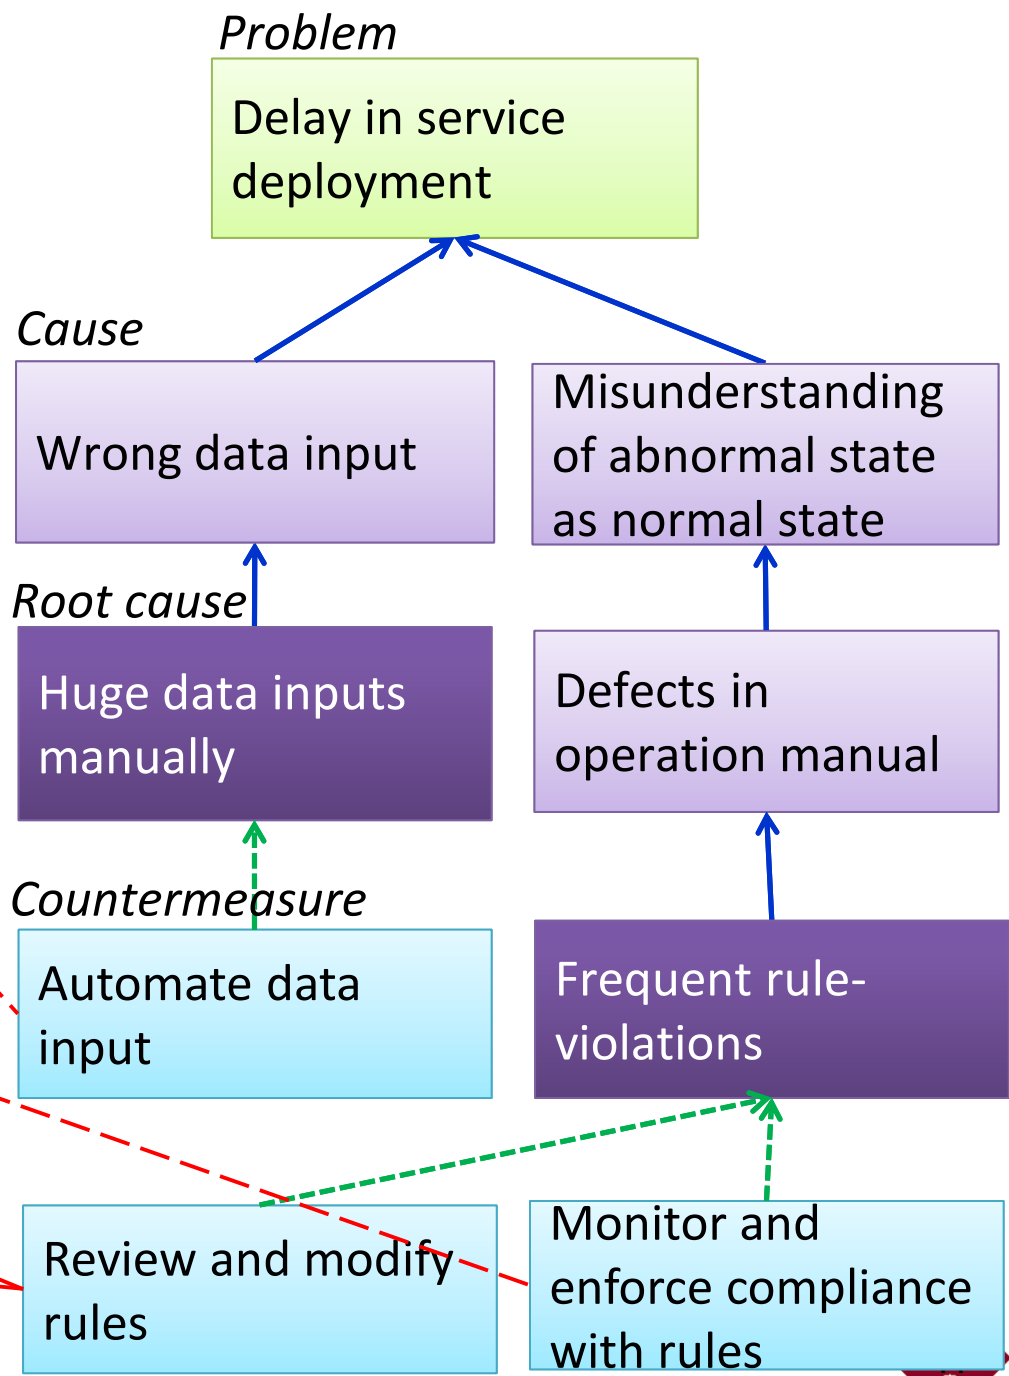 Problem
Delay in service
deployment
Cause
Wrong data input
Misunderstanding
of abnormal state
as normal state
Root cause
Huge data inputs
manually
Defects in
operation manual
Countermeasure
Automate data
input
Frequent rule-
violations
Review and modify
rules
Monitor and
enforce compliance
with rules